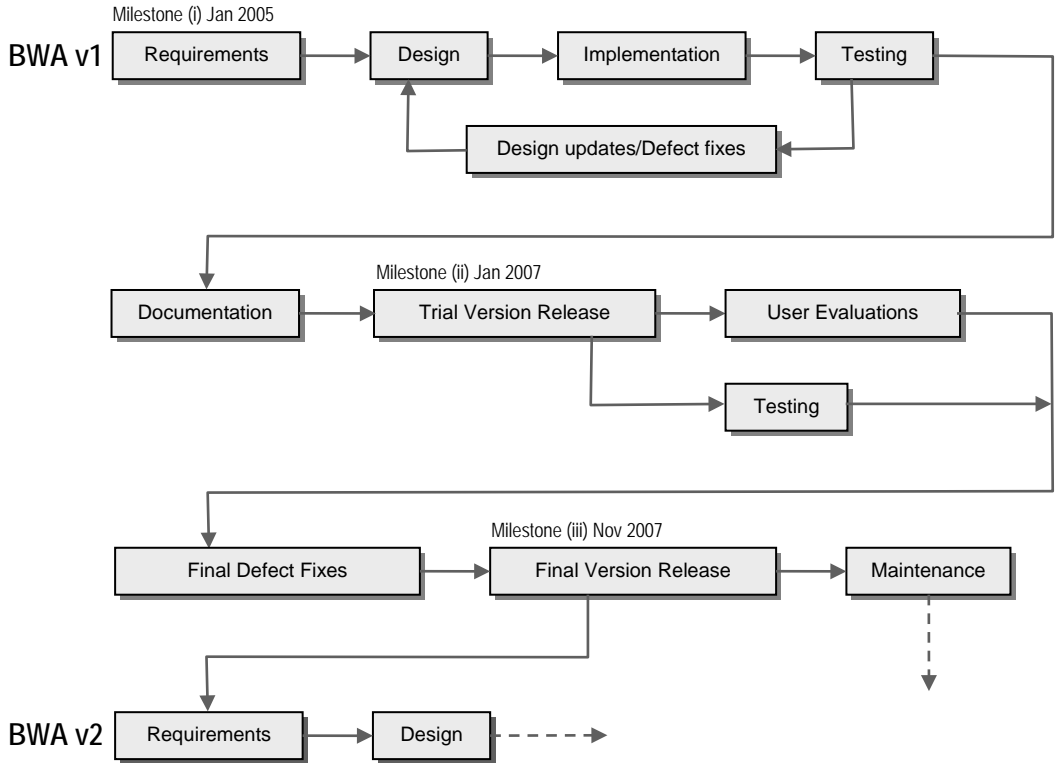 Milestone (i) Jan 2005
BWA v1
Requirements
Design
Implementation
Testing
Design updates/Defect fixes
Milestone (ii) Jan 2007
Documentation
Trial Version Release
User Evaluations
Testing
Milestone (iii) Nov 2007
Final Defect Fixes
Final Version Release
Maintenance
BWA v2
Requirements
Design